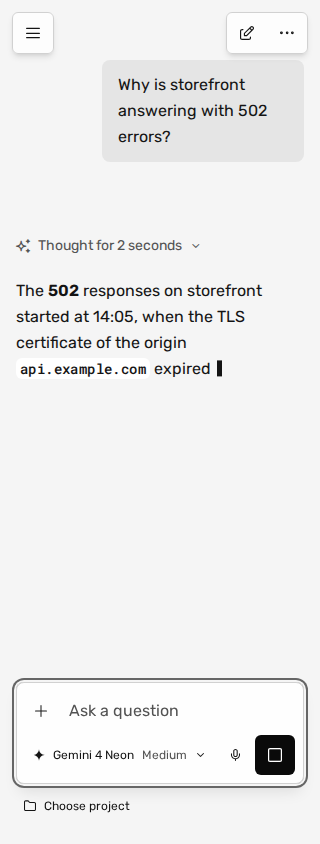 Why is storefront
answering with 502
errors?
Thought for 2 seconds
The 502 responses on storefront
started at 14:05, when the TLS
certificate of the origin
api.example.com expired
Ask a question
Gemini 4 Neon Medium
Choose project